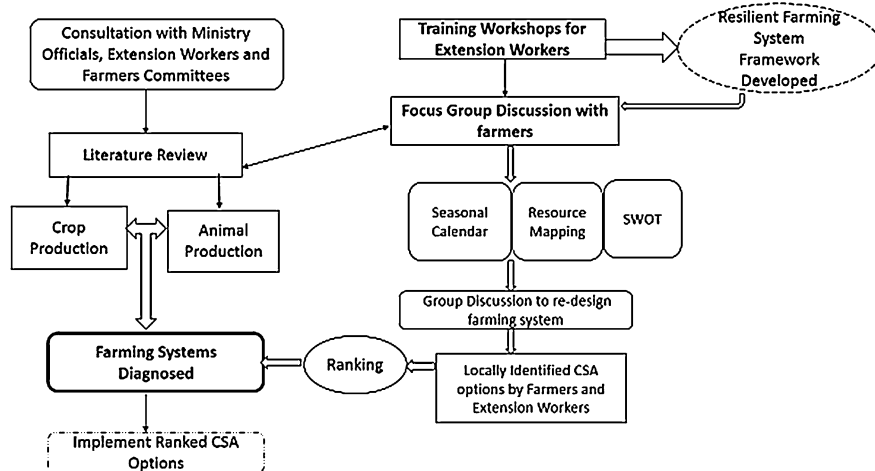 Consultation with Ministry
Officials, Extension Workers and
Farmers Committees
Training Workshops for
Extension Workers
Resilient Farming
System
Framework
Developed
Focus Group Discussion with
farmers
Literature Review
Crop
Production
Animal
Production
Seasonal
Calendar
Resource
Mapping
SWOT
Group Discussion to re-design
farming system
Farming Systems
Diagnosed
Ranking
Locally Identified CSA
options by Farmers and
Extension Workers
Implement Ranked CSA
Options